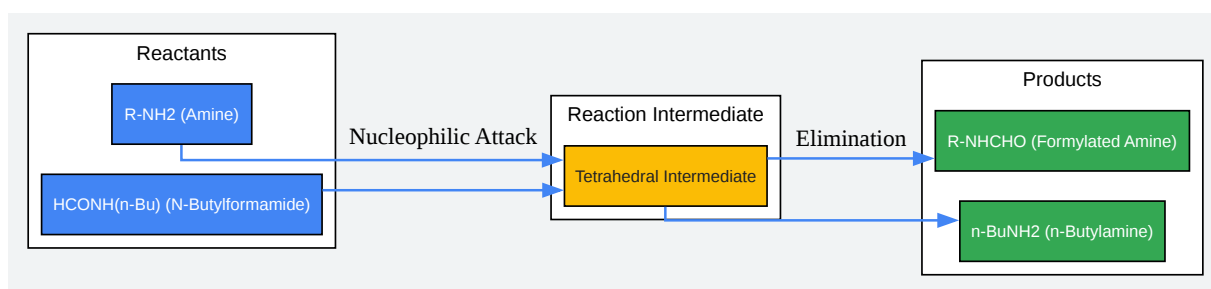 Reactants
R-NH2 (Amine)
HCONH(n-Bu) (N-Butylformamide)
Nucleophilic Attack
Reaction Intermediate
Tetrahedral Intermediate
Elimination
Products
R-NHCHO (Formylated Amine)
n-BuNH2 (n-Butylamine)